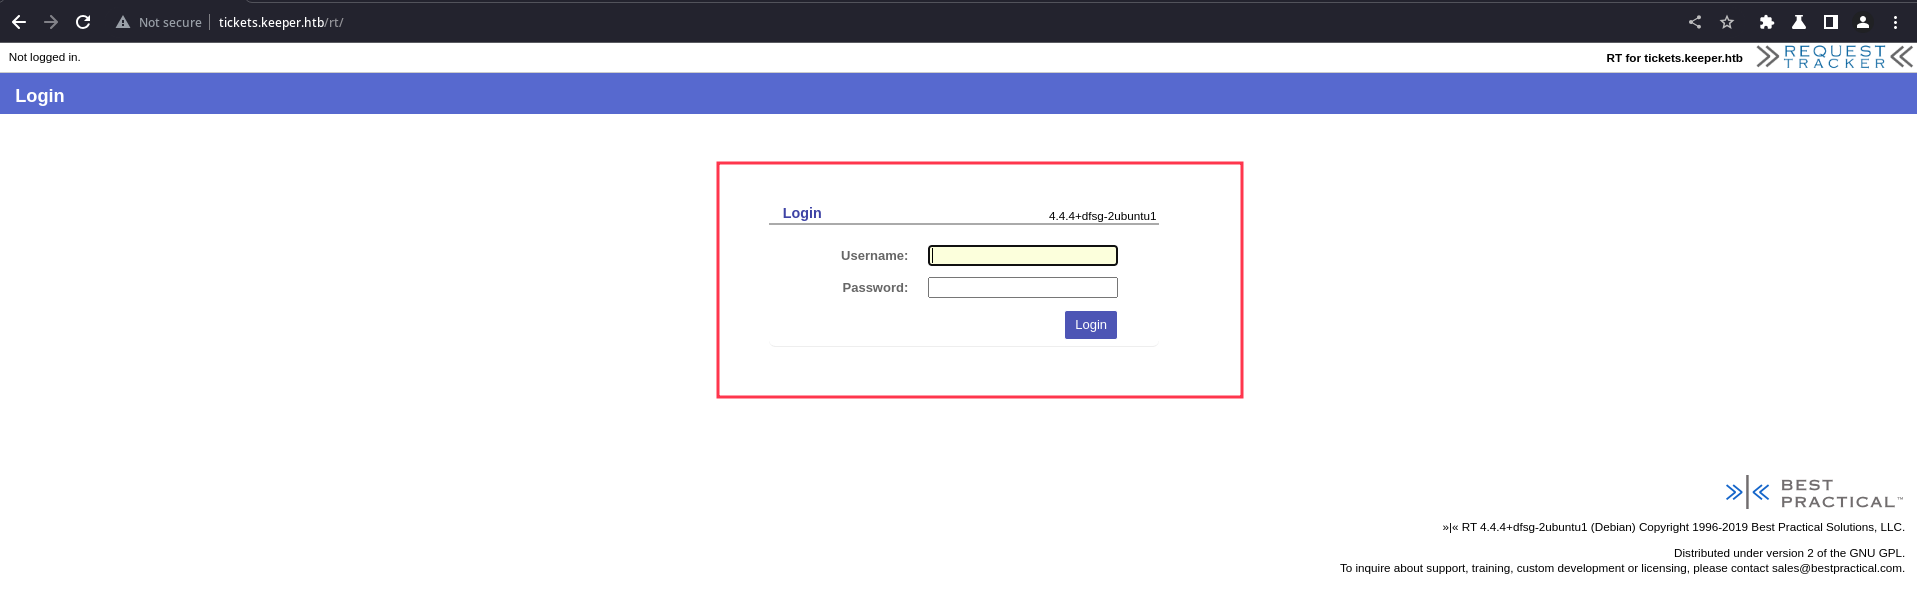 Not secure tickets.keeper.htb/rt/
Not logged in.
RT for tickets.keeper.htb
REQUEST
TRACKER
Login
Login
4.4.4+dfsg-2ubuntu1
Username:
Password:
Login
BEST
PRACTICAL™
»|« RT 4.4.4+dfsg-2ubuntu1 (Debian) Copyright 1996-2019 Best Practical Solutions, LLC.
Distributed under version 2 of the GNU GPL.
To inquire about support, training, custom development or licensing, please contact sales@bestpractical.com.